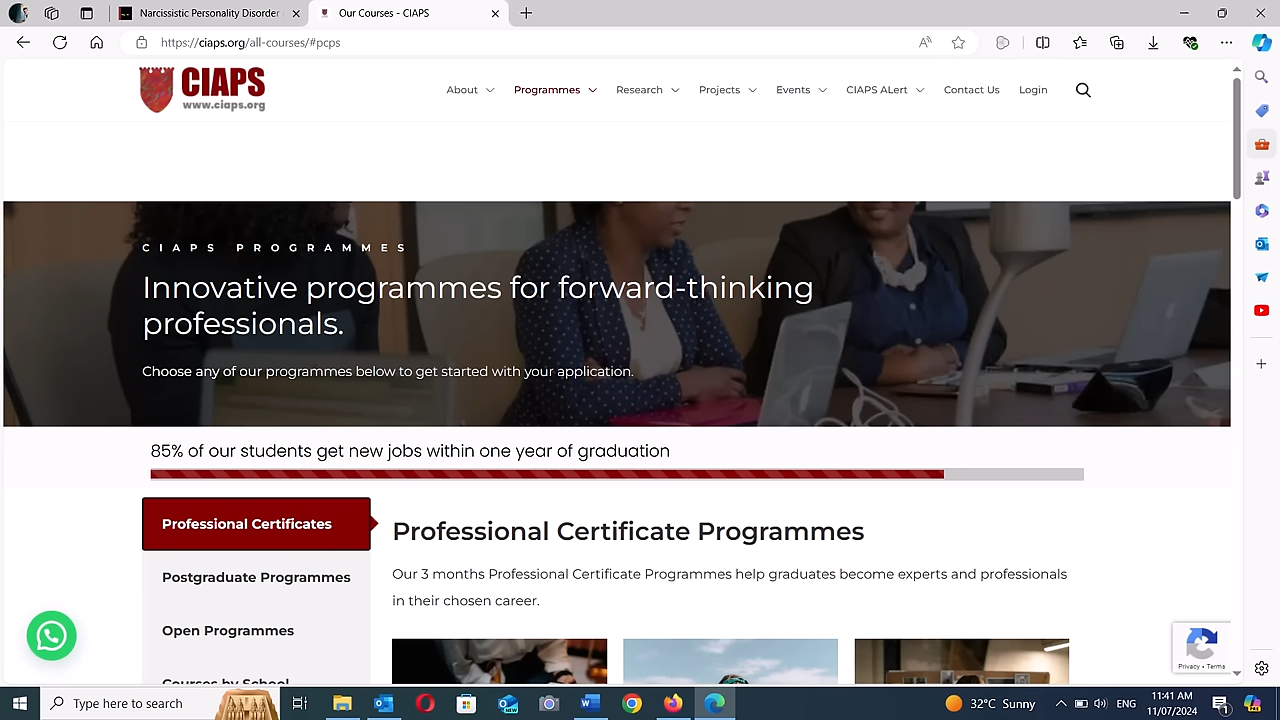 Narcissistic Personality Disorder
Our Courses - CIAPS
https://ciaps.org/all-courses/#pcps
CIAPS
www.ciaps.org
About
Programmes
Research
Projects
Events
CIAPS ALert
Contact Us
Login
CIAPS PROGRAMMES
Innovative programmes for forward-thinking
professionals.
Choose any of our programmes below to get started with your application.
85% of our students get new jobs within one year of graduation
Professional Certificates
Postgraduate Programmes
Open Programmes
Courses by School
Professional Certificate Programmes
Our 3 months Professional Certificate Programmes help graduates become experts and professionals
in their chosen career.
Privacy • Terms
Type here to search
32°C Sunny
ENG
11:41 AM
11/07/2024